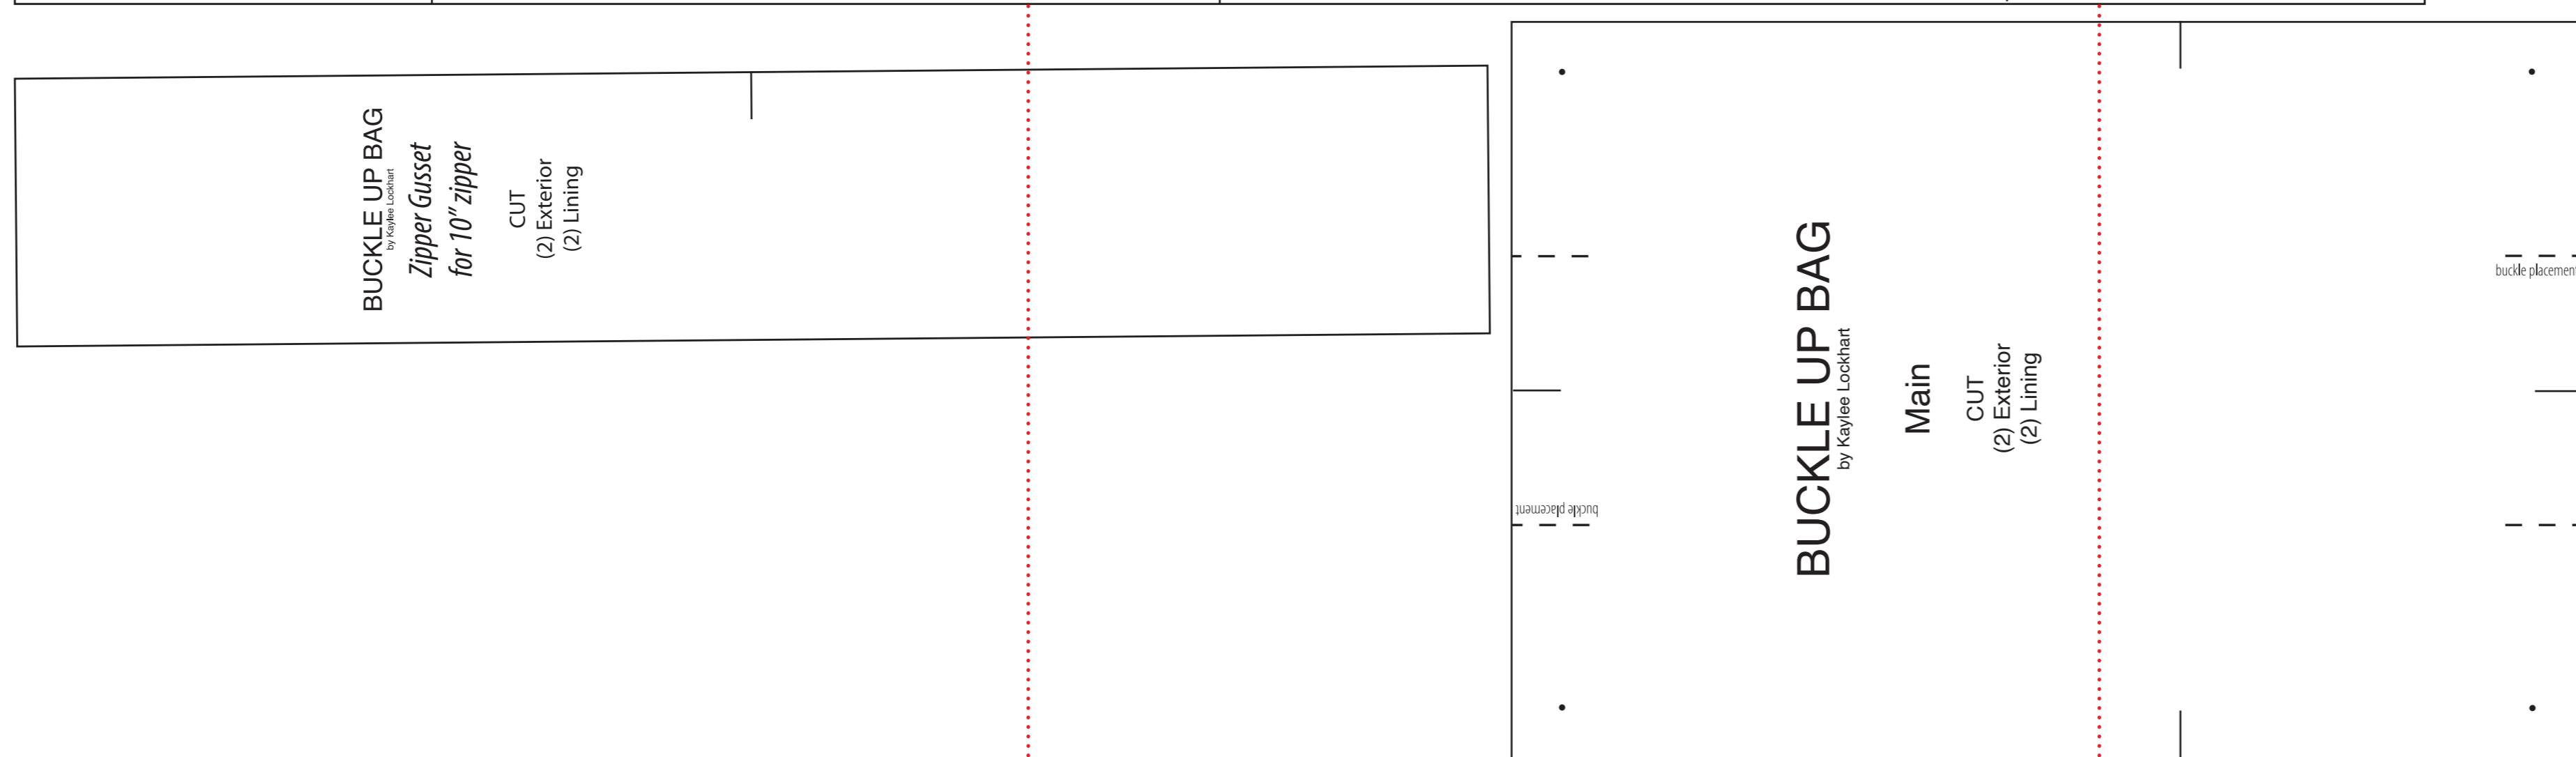 BUCKLE UP BAG
by Kaylee Lockhart
Zipper Gusset
for 10" zipper
CUT
(2) Exterior
(2) Lining
buckle placement
BUCKLE UP BAG
by Kaylee Lockhart
Main
CUT
(2) Exterior
(2) Lining
buckle placement